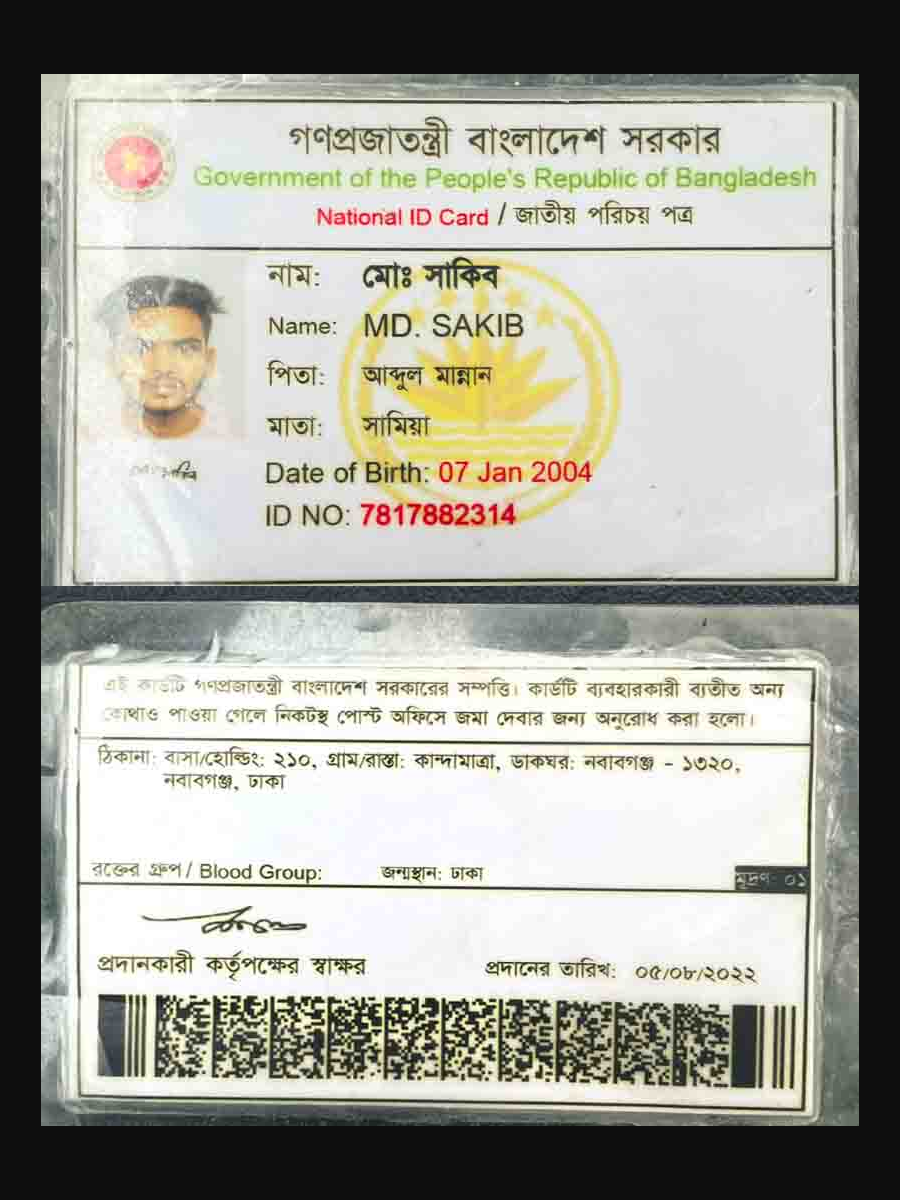 গণপ্রজাতন্ত্রী বাংলাদেশ সরকার
Government of the People's Republic of Bangladesh
National ID Card / জাতীয় পরিচয় পত্র
নাম: মোঃ সাকিব
Name: MD. SAKIB
পিতা: আব্দুল মান্নান
মাতা: সামিয়া
Date of Birth: 07 Jan 2004
ID NO: 7817882314
এই কার্ডটি গণপ্রজাতন্ত্রী বাংলাদেশ সরকারের সম্পত্তি। কার্ডটি ব্যবহারকারী ব্যতীত অন্য
কোথাও পাওয়া গেলে নিকটস্থ পোস্ট অফিসে জমা দেবার জন্য অনুরোধ করা হলো।
ঠিকানা: বাসা/হোল্ডিং: ২১০, গ্রাম/রাস্তা: কান্দামাত্রা, ডাকঘর: নবাবগঞ্জ - ১৩২০,
নবাবগঞ্জ, ঢাকা
রক্তের গ্রুপ / Blood Group: জন্মস্থান: ঢাকা মূদ্রণ- ০১
প্রদানকারী কর্তৃপক্ষের স্বাক্ষর প্রদানের তারিখ: ০৫/০৮/২০২২